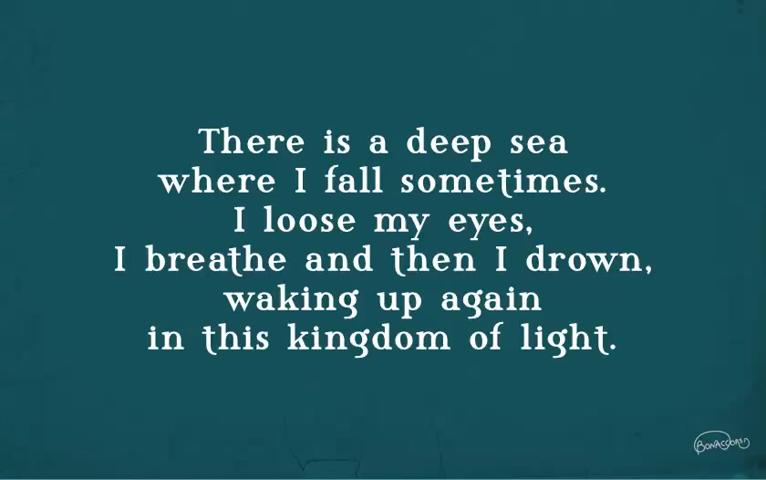 There is a deep sea
where I fall sometimes.
I loose my eyes,
I breathe and then I drown,
waking up again
in this kingdom of light.